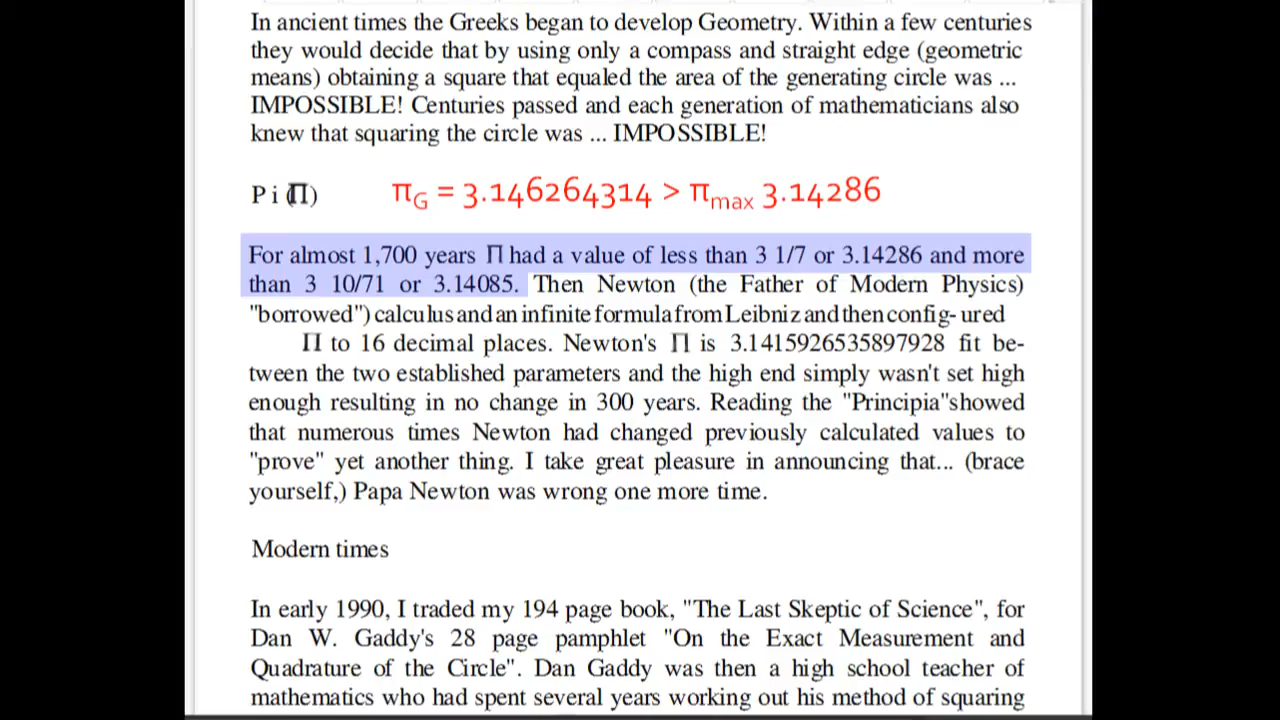 In ancient times the Greeks began to develop Geometry. Within a few centuries
they would decide that by using only a compass and straight edge (geometric
means) obtaining a square that equaled the area of the generating circle was ...
IMPOSSIBLE! Centuries passed and each generation of mathematicians also
knew that squaring the circle was ... IMPOSSIBLE!
P i (Π) πG = 3.146264314 > πmax 3.14286
For almost 1,700 years Π had a value of less than 3 1/7 or 3.14286 and more
than 3 10/71 or 3.14085. Then Newton (the Father of Modern Physics)
"borrowed") calculus and an infinite formula from Leibniz and then config- ured
Π to 16 decimal places. Newton's Π is 3.1415926535897928 fit be-
tween the two established parameters and the high end simply wasn't set high
enough resulting in no change in 300 years. Reading the "Principia"showed
that numerous times Newton had changed previously calculated values to
"prove" yet another thing. I take great pleasure in announcing that... (brace
yourself,) Papa Newton was wrong one more time.
Modern times
In early 1990, I traded my 194 page book, "The Last Skeptic of Science", for
Dan W. Gaddy's 28 page pamphlet "On the Exact Measurement and
Quadrature of the Circle". Dan Gaddy was then a high school teacher of
mathematics who had spent several years working out his method of squaring